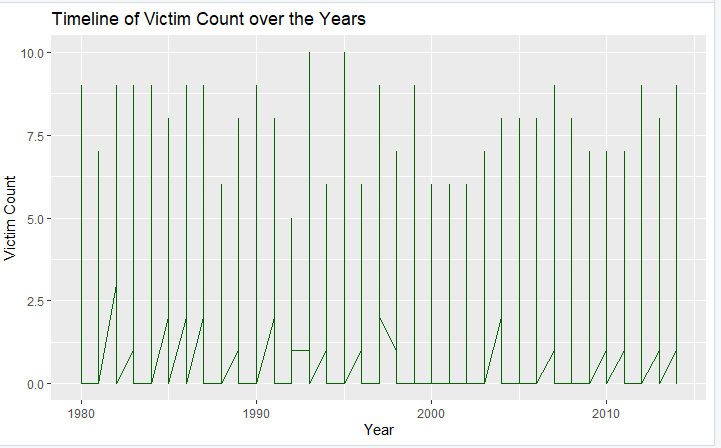 Timeline of Victim Count over the Years
10.0
7.5
5.0
2.5
0.0
Victim Count
1980 1990 2000 2010
Year